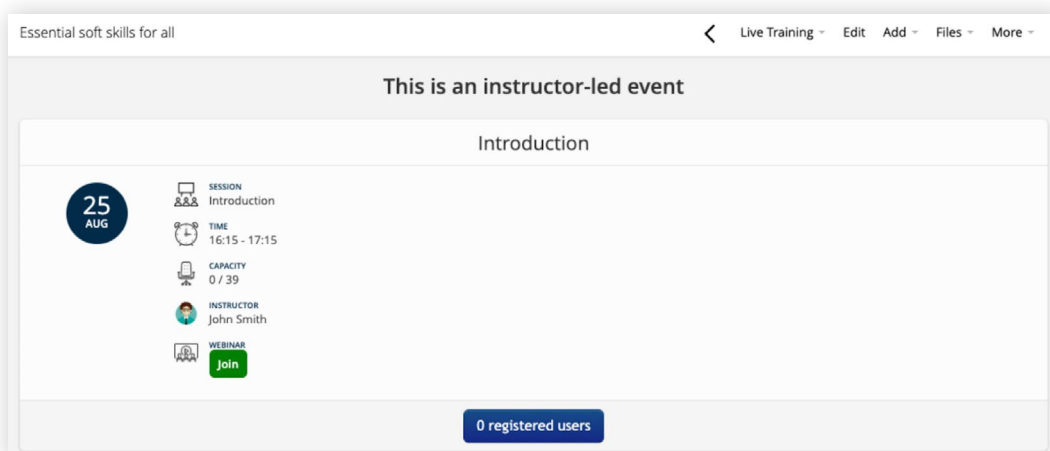 Essential soft skills for all
Live Training Edit Add Files More
This is an instructor-led event
Introduction
25
AUG
SESSION
Introduction
TIME
16:15 - 17:15
CAPACITY
0 / 39
INSTRUCTOR
John Smith
WEBINAR
Join
0 registered users